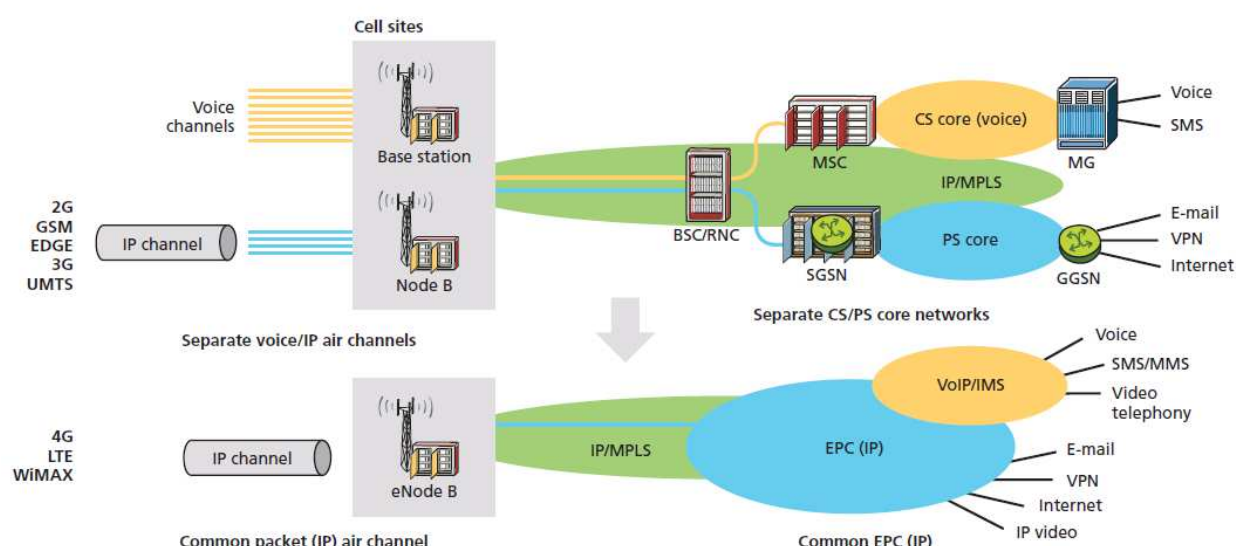 Cell sites
Voice
channels
Base station
MSC
CS core (voice)
MG
Voice
SMS
IP/MPLS
2G
GSM
EDGE
3G
UMTS
IP channel
Node B
BSC/RNC
SGSN
PS core
GGSN
E-mail
VPN
Internet
Separate voice/IP air channels
Separate CS/PS core networks
4G
LTE
WiMAX
IP channel
eNode B
IP/MPLS
EPC (IP)
VoIP/IMS
Voice
SMS/MMS
Video
telephony
E-mail
VPN
Internet
IP video
Common packet (IP) air channel
Common EPC (IP)